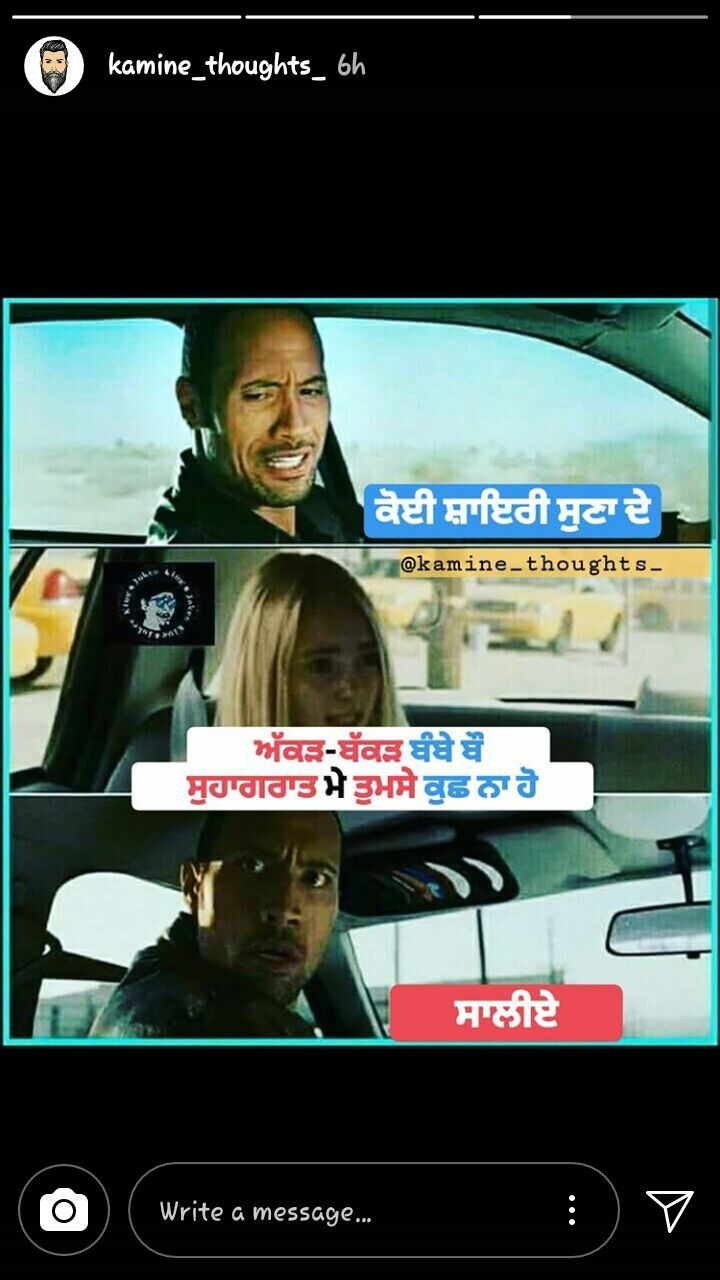 kamine_thoughts_ 6h
ਕੋਈ ਸ਼ਾਇਰੀ ਸੁਣਾ ਦੇ
@kamine_thoughts_
ਅੱਕੜ-ਬੱਕੜ ਬੰਬੇ ਬੌ
ਸੁਹਾਗਰਾਤ ਮੇ ਤੁਮਸੇ ਕੁਛ ਨਾ ਹੋ
ਸਾਲੀਏ
Write a message...